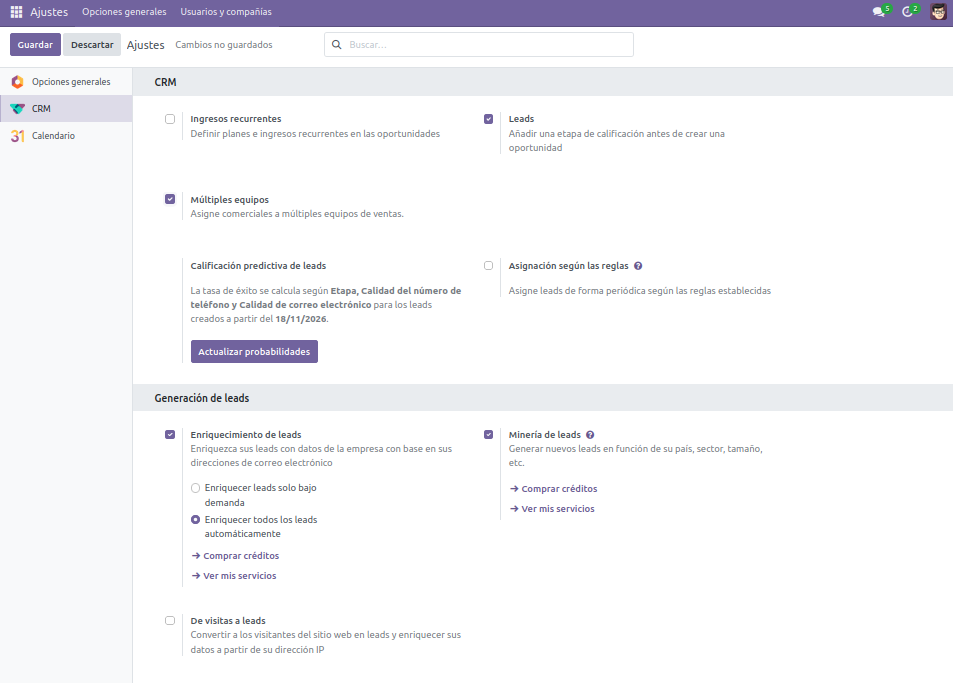 Ajustes Opciones generales Usuarios y compañías 5 2
Guardar Descartar Ajustes Cambios no guardados Buscar...
Opciones generales
CRM
31 Calendario
CRM
Ingresos recurrentes
Definir planes e ingresos recurrentes en las oportunidades
Leads
Añadir una etapa de calificación antes de crear una
oportunidad
Múltiples equipos
Asigne comerciales a múltiples equipos de ventas.
Calificación predictiva de leads
La tasa de éxito se calcula según Etapa, Calidad del número de
teléfono y Calidad de correo electrónico para los leads
creados a partir del 18/11/2026.
Actualizar probabilidades
Asignación según las reglas ?
Asigne leads de forma periódica según las reglas establecidas
Generación de leads
Enriquecimiento de leads
Enriquezca sus leads con datos de la empresa con base en sus
direcciones de correo electrónico
Enriquecer leads solo bajo
demanda
Enriquecer todos los leads
automáticamente
→ Comprar créditos
→ Ver mis servicios
Minería de leads ?
Generar nuevos leads en función de su país, sector, tamaño,
etc.
→ Comprar créditos
→ Ver mis servicios
De visitas a leads
Convertir a los visitantes del sitio web en leads y enriquecer sus
datos a partir de su dirección IP